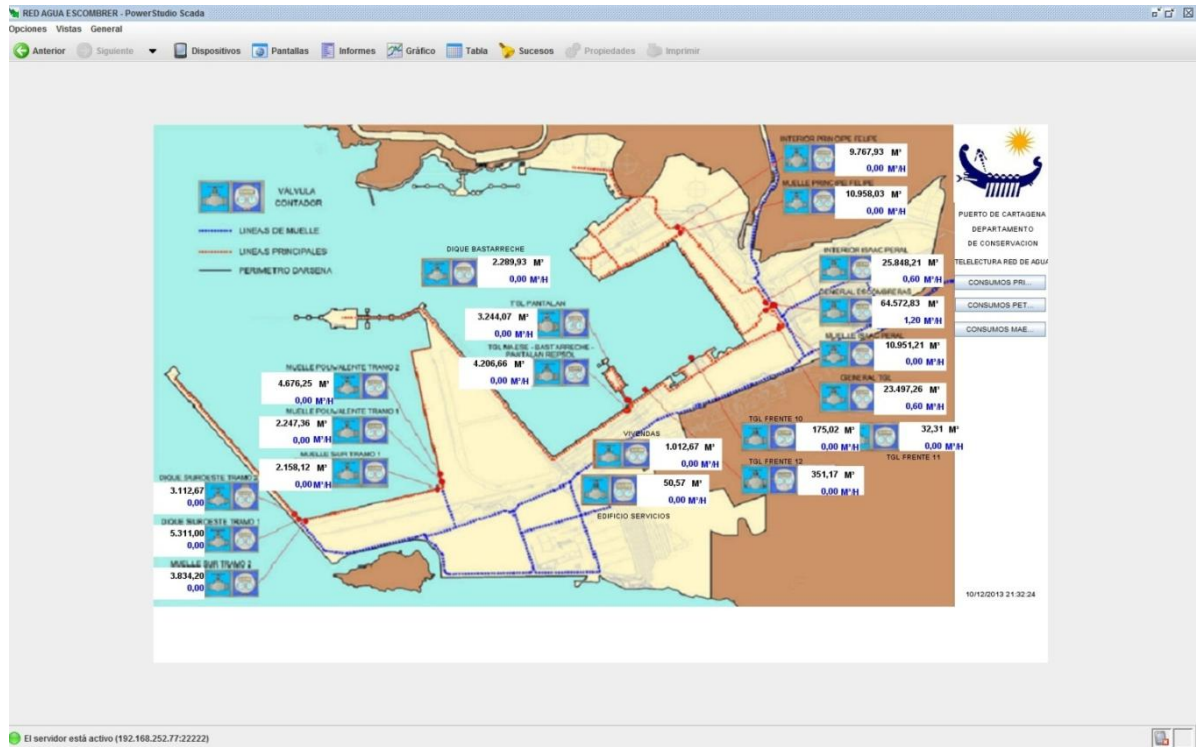 RED AGUA ESCOMBRER - PowerStudio Scada
Opciones Vistas General
Anterior Siguiente Dispositivos Pantallas Informes Gráfico Tabla Sucesos Propiedades Imprimir
VALVULA
CONTADOR
LINEAS DE MUELLE
LINEAS PRINCIPALES
PERIMETRO DARSENA
INTERIOR PRINCIPE FELIPE
9.767,93 M³
0,00 M³/H
MUELLE PRINCIPE FELIPE
10.958,03 M³
0,00 M³/H
PUERTO DE CARTAGENA
DEPARTAMENTO
DE CONSERVACION
TELELECTURA RED DE AGUA
CONSUMOS PRI...
CONSUMOS PET...
CONSUMOS MAE...
DIQUE BASTARRECHE
2.289,93 M³
0,00 M³/H
INTERIOR ISAAC PERAL
25.848,21 M³
0,60 M³/H
GENERAL ESCOMBRERAS
64.572,83 M³
1,20 M³/H
MUELLE ISAAC PERAL
10.951,21 M³
0,00 M³/H
GENERAL TGL
23.497,26 M³
0,60 M³/H
TGL PANTALAN
3.244,07 M³
0,00 M³/H
TGL MAESE - BASTARRECHE -
PANTALAN REPSOL
4.206,66 M³
0,00 M³/H
MUELLE POLIVALENTE TRAMO 2
4.676,25 M³
0,00 M³/H
MUELLE POLIVALENTE TRAMO 1
2.247,36 M³
0,00 M³/H
MUELLE SUR TRAMO 1
2.158,12 M³
0,00 M³/H
TGL FRENTE 10
175,02 M³
0,00 M³/H
32,31 M³
0,00 M³/H
TGL FRENTE 11
TGL FRENTE 12
351,17 M³
0,00 M³/H
VIVIENDAS
1.012,67 M³
0,00 M³/H
50,57 M³
0,00 M³/H
EDIFICIO SERVICIOS
DIQUE SUROESTE TRAMO 2
3.112,67
0,00
DIQUE SUROESTE TRAMO 1
5.311,00
0,00
MUELLE SUR TRAMO 2
3.834,20
0,00
10/12/2013 21:32:24
El servidor está activo (192.168.252.77:22222)